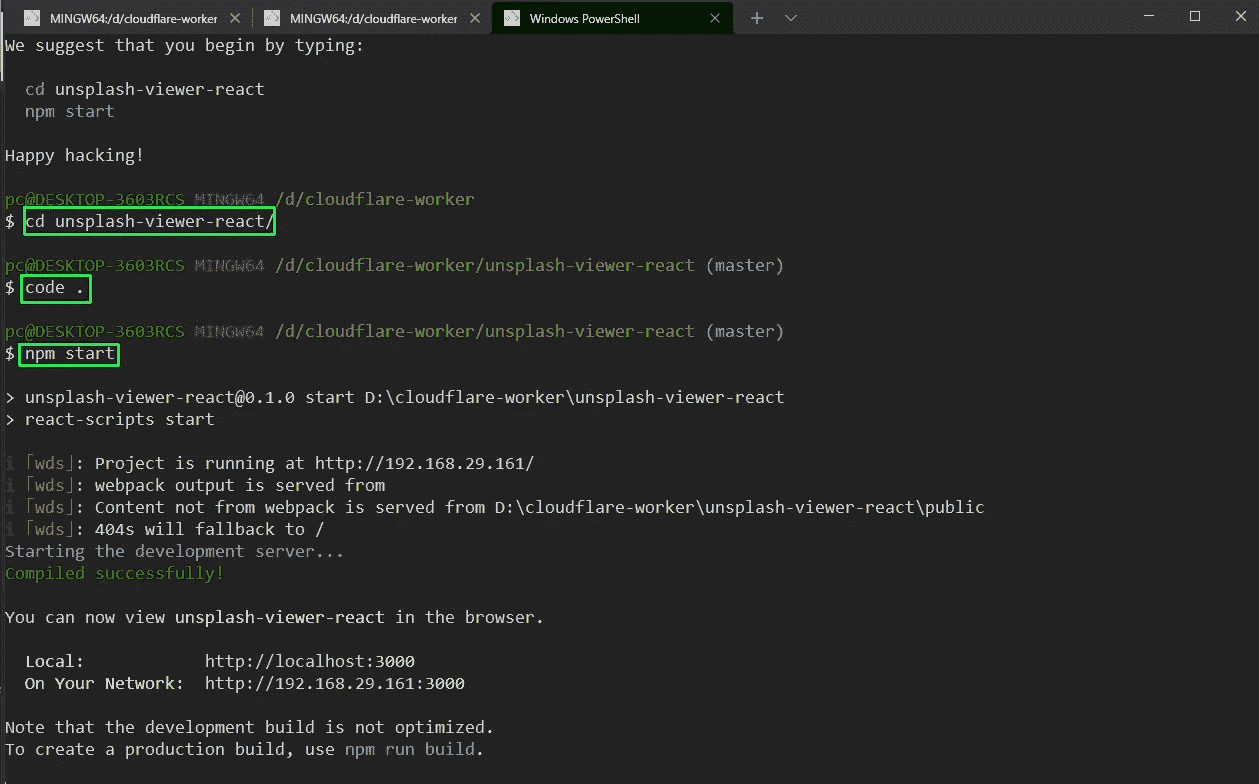 MINGW64:/d/cloudflare-worker
MINGW64:/d/cloudflare-worker
Windows PowerShell
We suggest that you begin by typing:
cd unsplash-viewer-react
npm start
Happy hacking!
pc@DESKTOP-3603RCS MINGW64 /d/cloudflare-worker
$ cd unsplash-viewer-react/
pc@DESKTOP-3603RCS MINGW64 /d/cloudflare-worker/unsplash-viewer-react (master)
$ code .
pc@DESKTOP-3603RCS MINGW64 /d/cloudflare-worker/unsplash-viewer-react (master)
$ npm start
> unsplash-viewer-react@0.1.0 start D:\cloudflare-worker\unsplash-viewer-react
> react-scripts start
i ｢wds｣: Project is running at http://192.168.29.161/
i ｢wds｣: webpack output is served from
i ｢wds｣: Content not from webpack is served from D:\cloudflare-worker\unsplash-viewer-react\public
i ｢wds｣: 404s will fallback to /
Starting the development server...
Compiled successfully!
You can now view unsplash-viewer-react in the browser.
Local: http://localhost:3000
On Your Network: http://192.168.29.161:3000
Note that the development build is not optimized.
To create a production build, use npm run build.